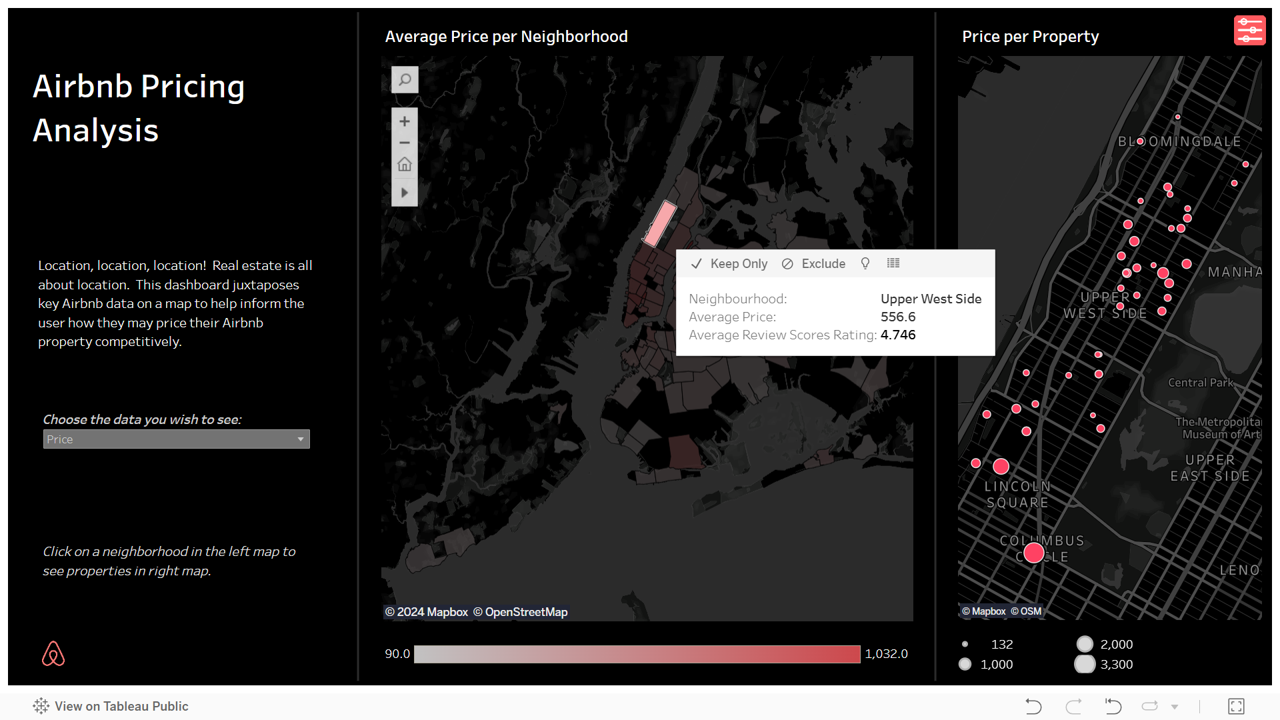 Airbnb Pricing
Analysis
Location, location, location! Real estate is all
about location. This dashboard juxtaposes
key Airbnb data on a map to help inform the
user how they may price their Airbnb
property competitively.
Choose the data you wish to see:
Price
Click on a neighborhood in the left map to
see properties in right map.
Average Price per Neighborhood
Keep Only
Exclude
Neighbourhood: Upper West Side
Average Price: 556.6
Average Review Scores Rating: 4.746
© 2024 Mapbox © OpenStreetMap
90.0
1,032.0
Price per Property
BLOOMINGDALE
MANHA
UPPER
WEST SIDE
Central Park
The Metropolita
Museum of Art
UPPER
EAST SIDE
LINCOLN
SQUARE
COLUMBUS
CIRCLE
LENO
© Mapbox © OSM
132
2,000
1,000
3,300
View on Tableau Public